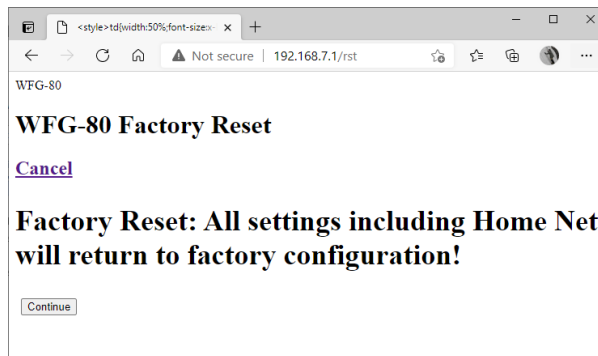 <style>td{width:50%;font-size:x-
Not secure | 192.168.7.1/rst
WFG-80
WFG-80 Factory Reset
Cancel
Factory Reset: All settings including Home Net
will return to factory configuration!
Continue